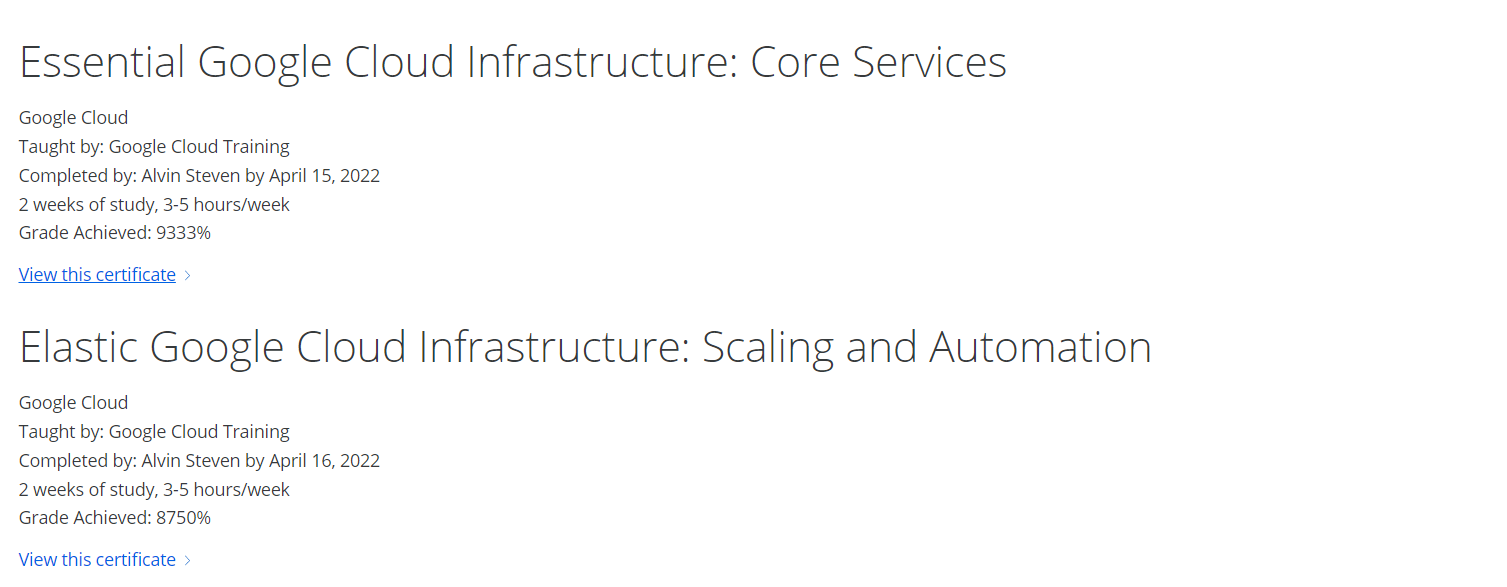 Essential Google Cloud Infrastructure: Core Services
Google Cloud
Taught by: Google Cloud Training
Completed by: Alvin Steven by April 15, 2022
2 weeks of study, 3-5 hours/week
Grade Achieved: 9333%
View this certificate
Elastic Google Cloud Infrastructure: Scaling and Automation
Google Cloud
Taught by: Google Cloud Training
Completed by: Alvin Steven by April 16, 2022
2 weeks of study, 3-5 hours/week
Grade Achieved: 8750%
View this certificate